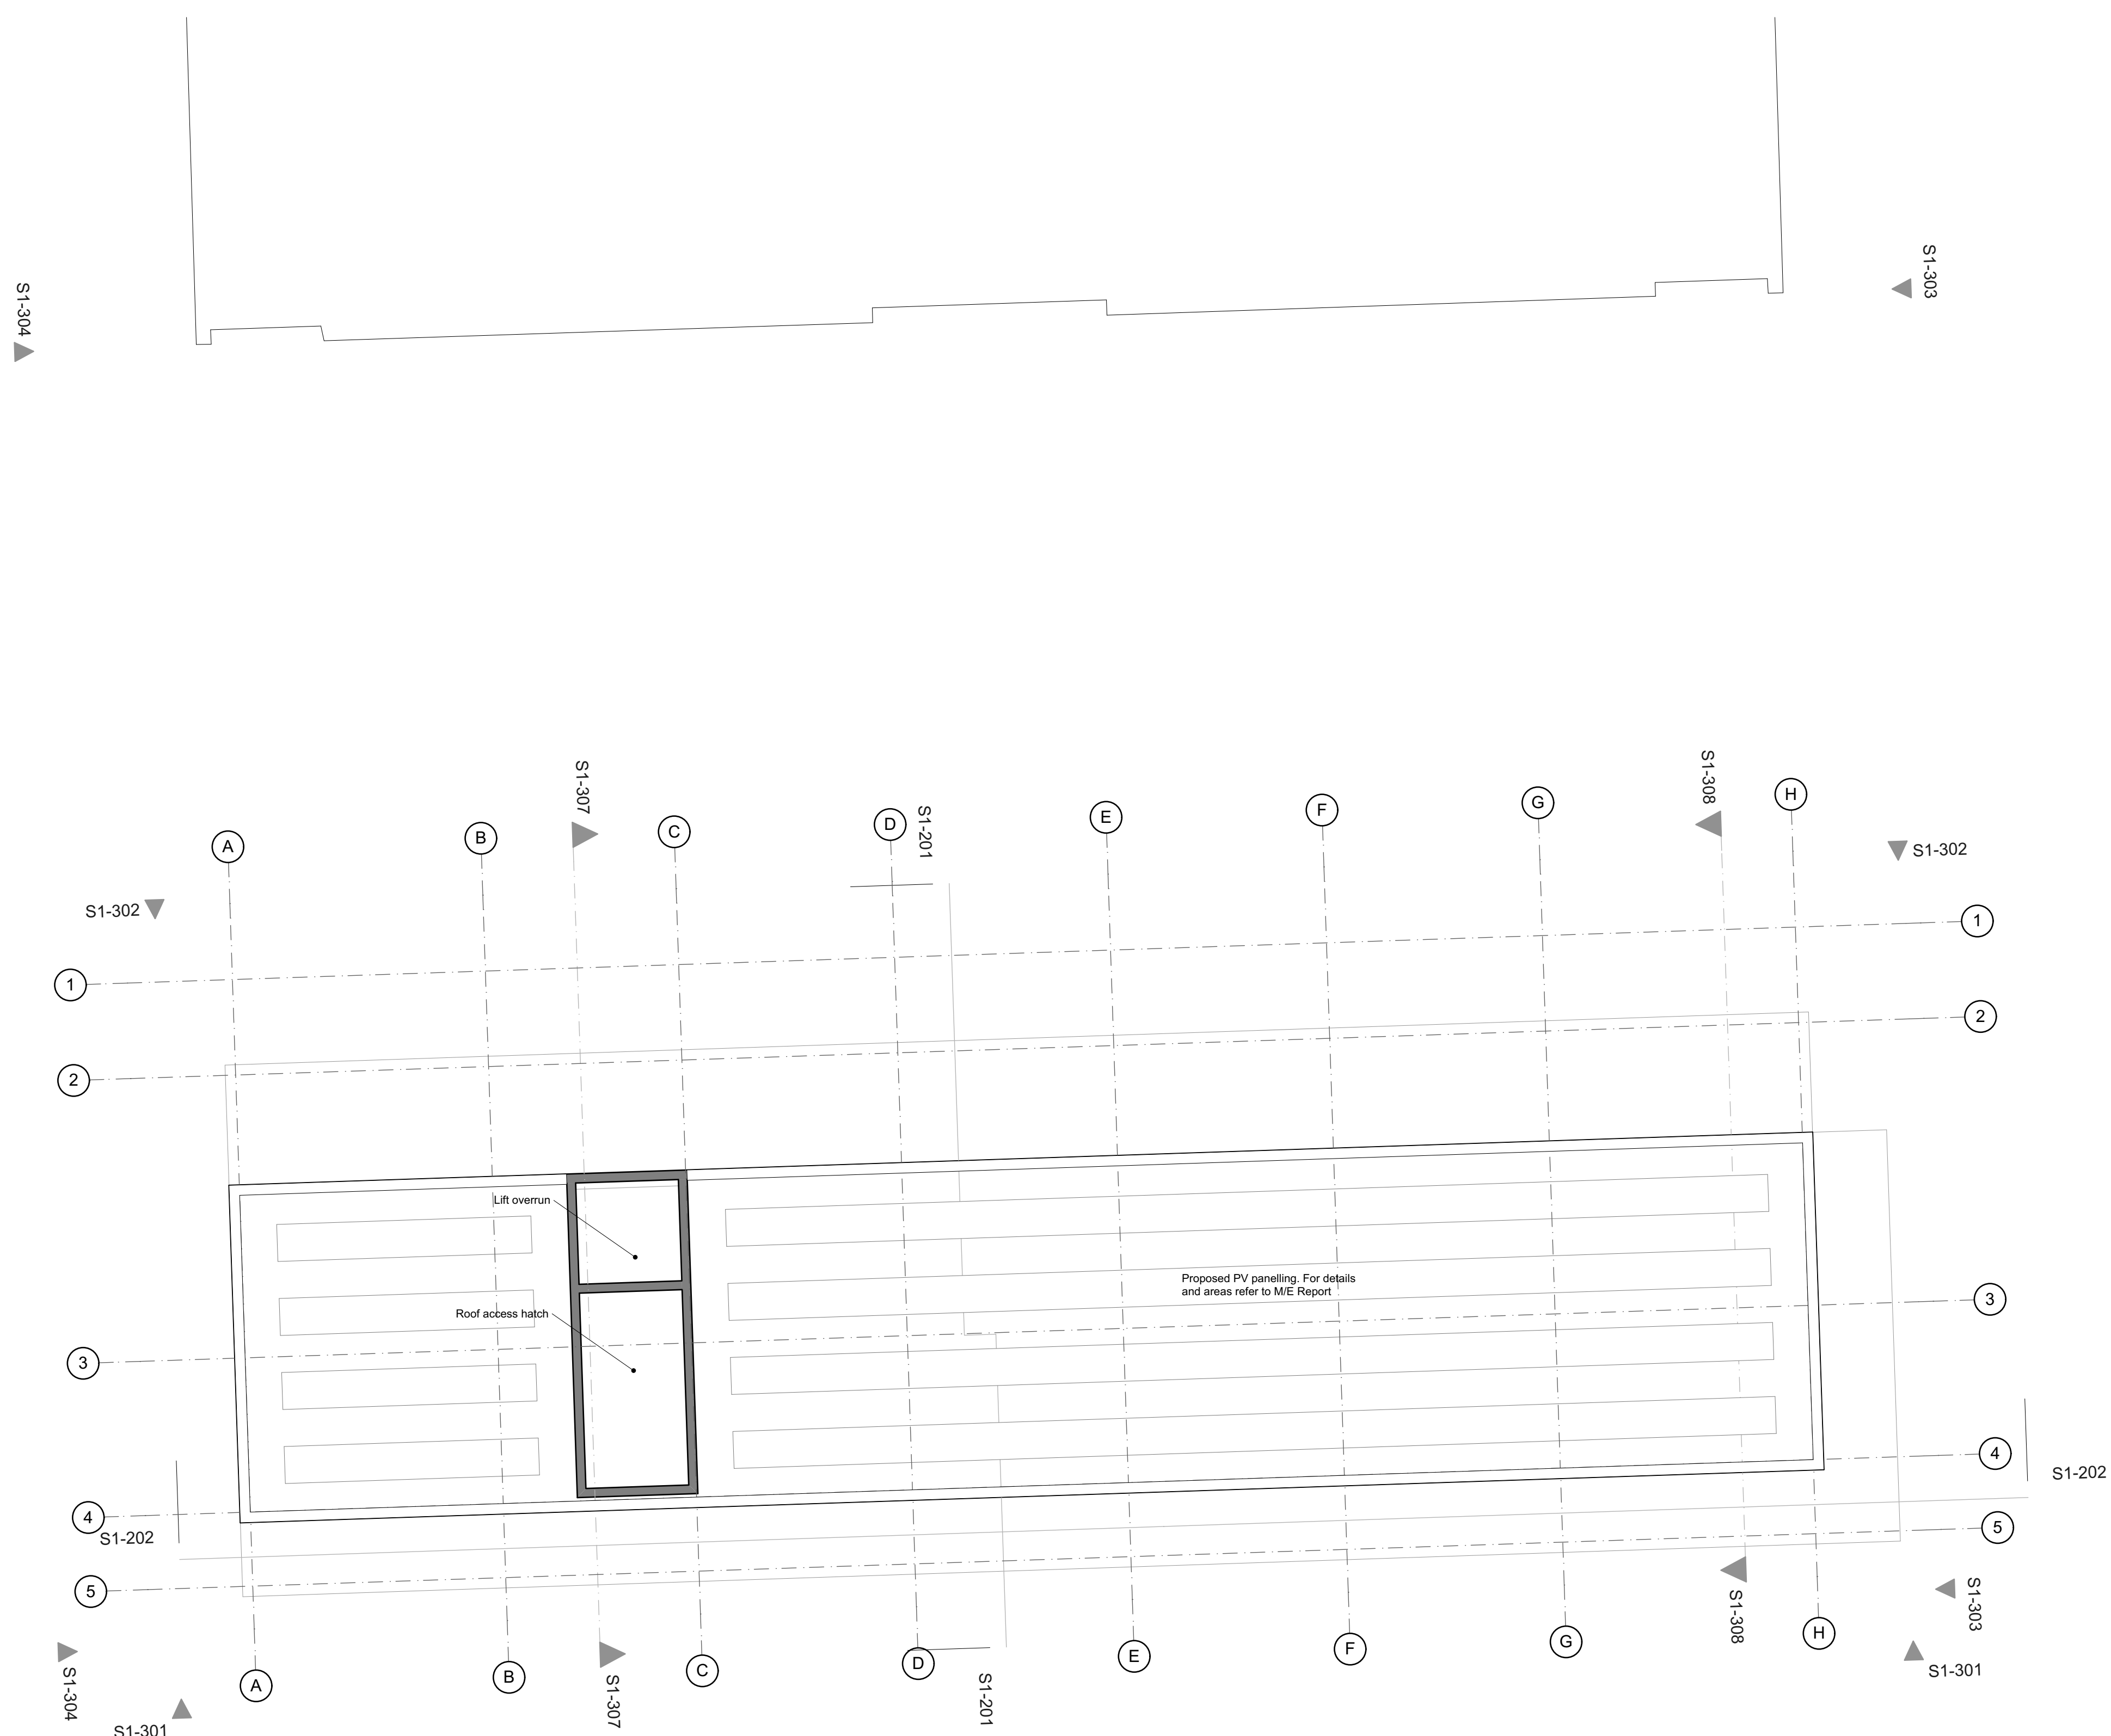 S1-303
S1-304
S1-308
S1-307
H
G
F
S1-201
E
D
C
B
A
S1-302
S1-302
1
1
2
2
Lift overrun
Proposed PV panelling. For details
and areas refer to M/E Report
Roof access hatch
3
3
4
4
S1-202
S1-202
5
5
S1-303
S1-308
H
G
F
E
D
C
B
A
S1-301
S1-304
S1-307
S1-201
S1-301